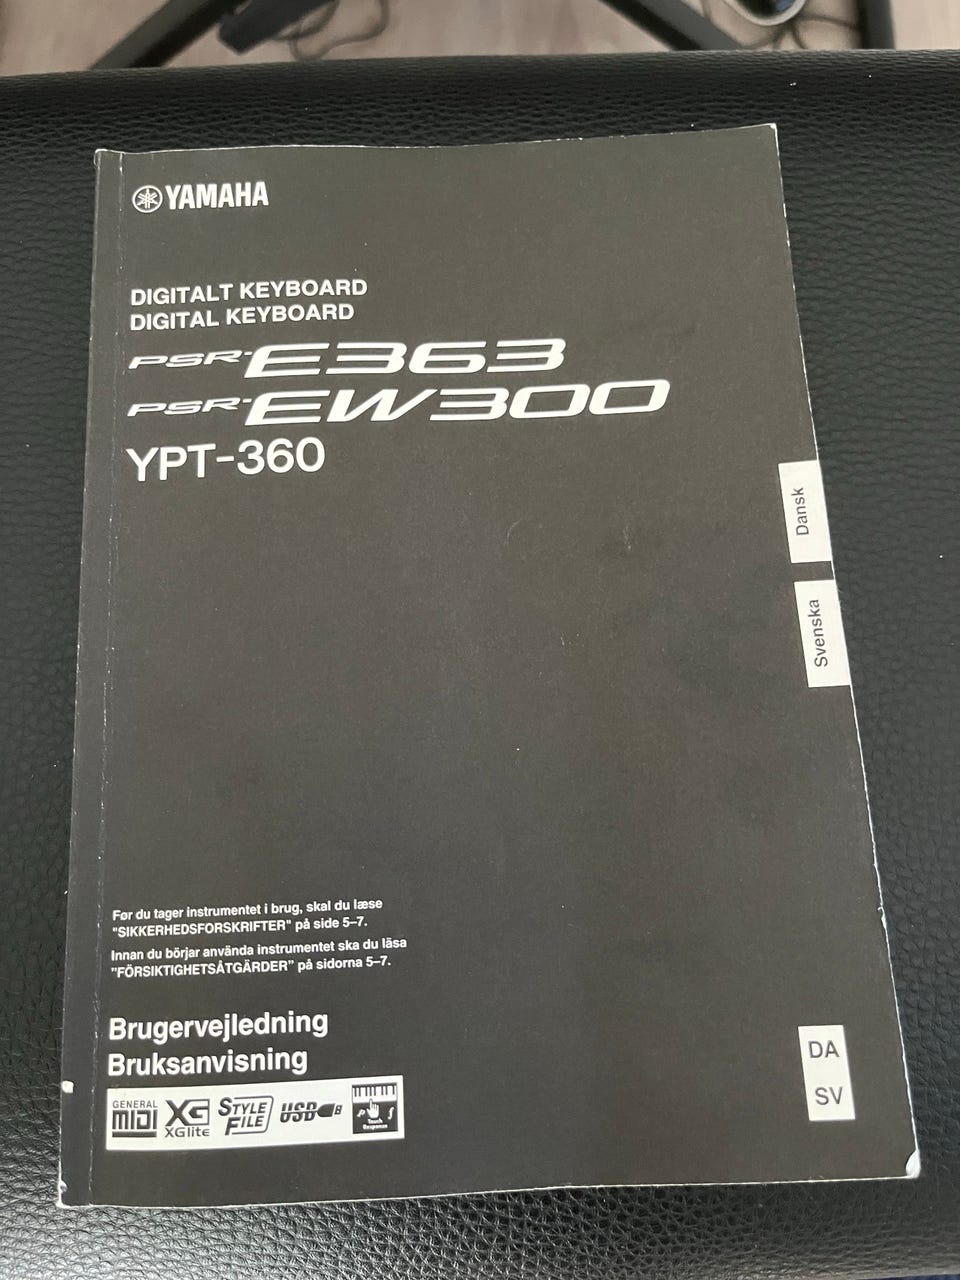 YAMAHA
DIGITALT KEYBOARD
DIGITAL KEYBOARD
PSR-E363
PSR-EW300
YPT-360
Dansk
Svenska
Før du tager instrumentet i brug, skal du læse
"SIKKERHEDSFORSKRIFTER" på side 5–7.
Innan du börjar använda instrumentet ska du läsa
"FÖRSIKTIGHETSÅTGÄRDER" på sidorna 5–7.
Brugervejledning
Bruksanvisning
DA
SV
GENERAL MIDI
XG XGlite
STYLE FILE
USB B
P f
Touch Response